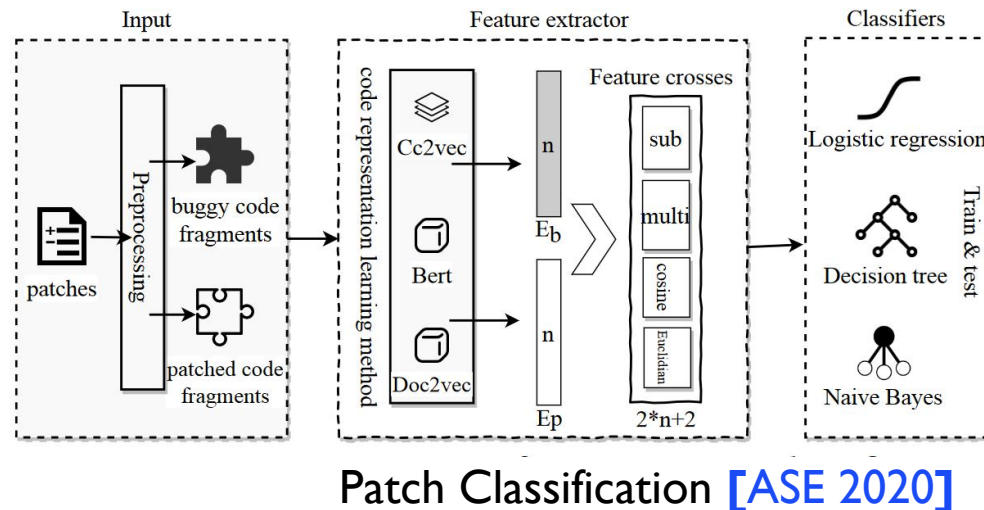 Input
Preprocessing
buggy code
fragments
patches
patched code
fragments
Feature extractor
code representation learning method
Cc2vec
Bert
Doc2vec
n
Eb
n
Ep
Feature crosses
sub
multi
cosine
Euclidian
2*n+2
Classifiers
Logistic regression
Decision tree
Naive Bayes
Train & test
Patch Classification [ASE 2020]